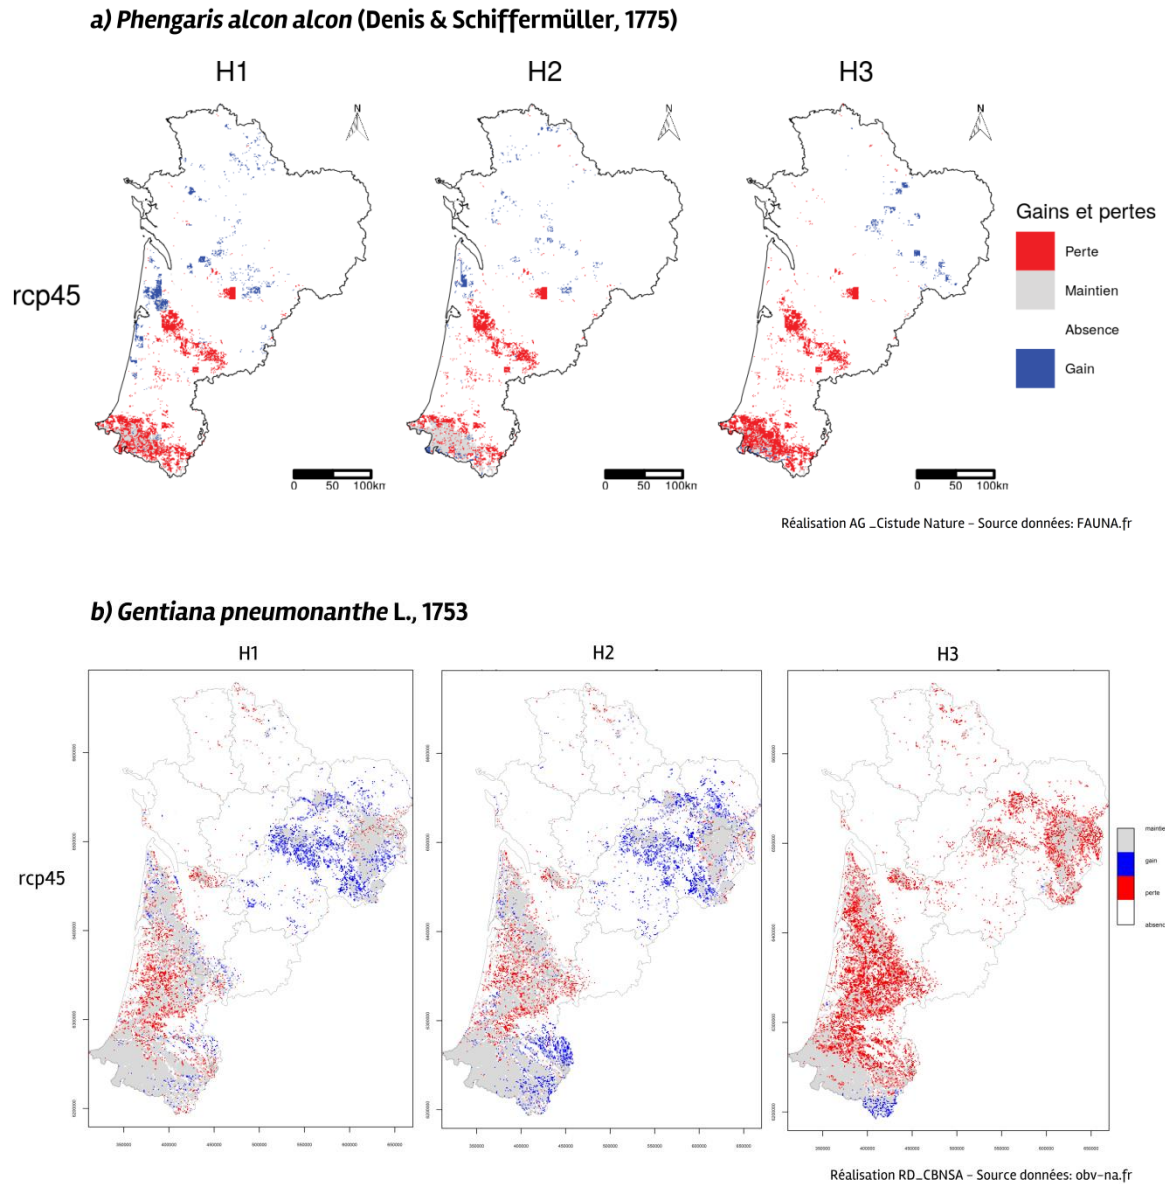 a) Phengaris alcon alcon (Denis & Schiffermüller, 1775)
H1
H2
H3
N
N
N
rcp45
Gains et pertes
Perte
Maintien
Absence
Gain
0 50 100km
0 50 100km
0 50 100km
Réalisation AG _Cistude Nature - Source données: FAUNA.fr
b) Gentiana pneumonanthe L., 1753
H1
H2
H3
rcp45
maintie
gain
perte
absenc
Réalisation RD_CBNSA - Source données: obv-na.fr